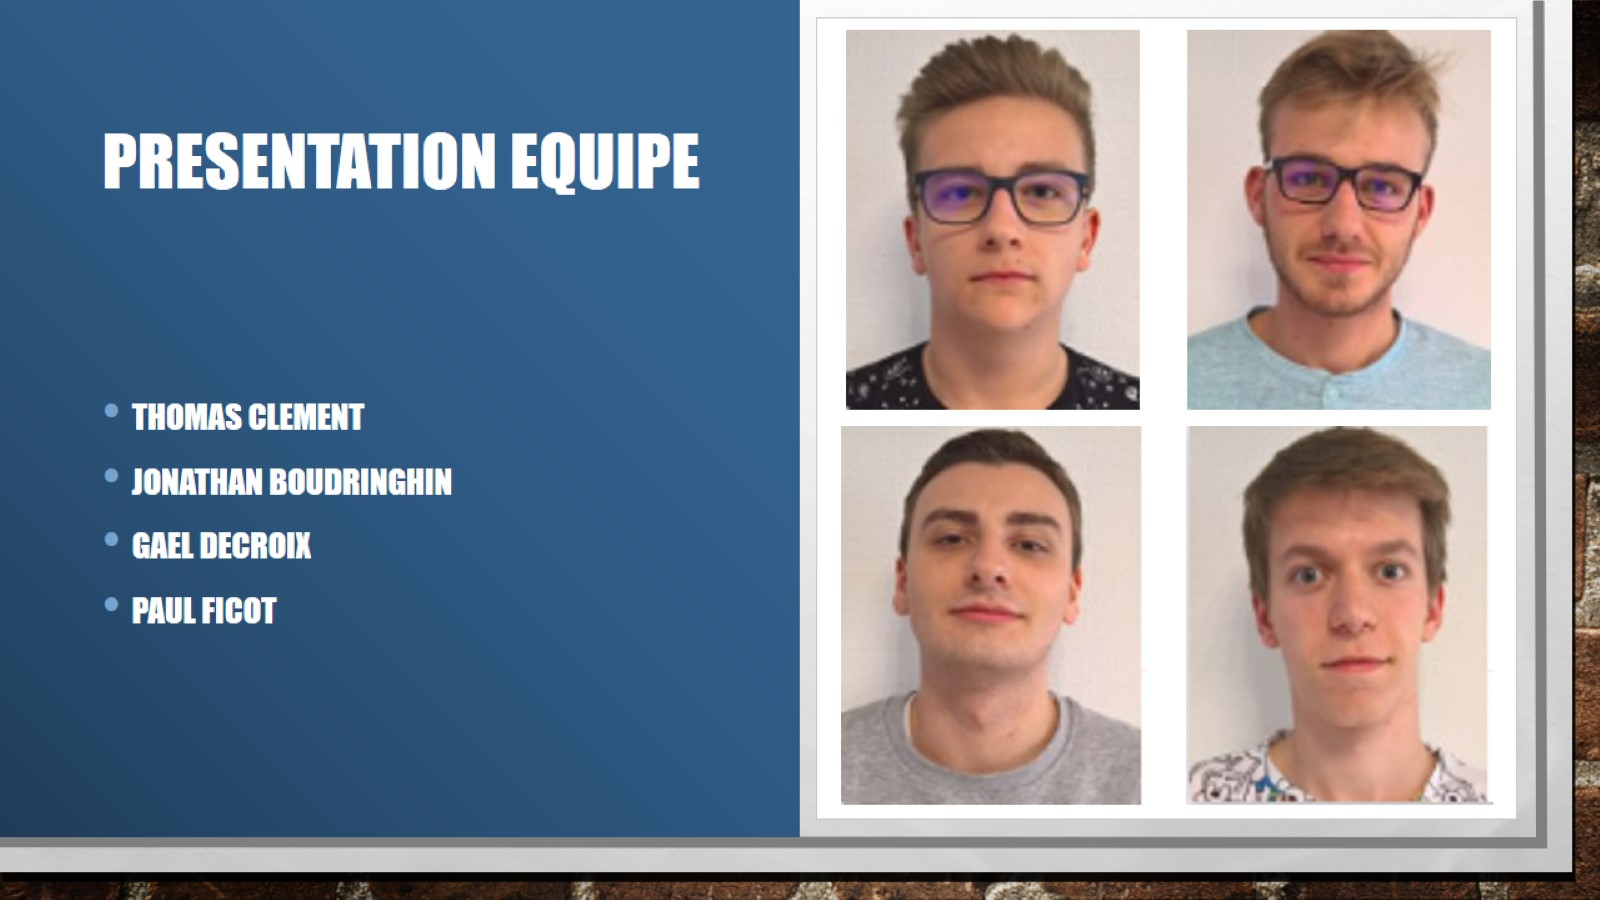 PRESENTATION EQUIPE
THOMAS CLEMENT
JONATHAN BOUDRINGHIN
GAEL DECROIX
PAUL FICOT